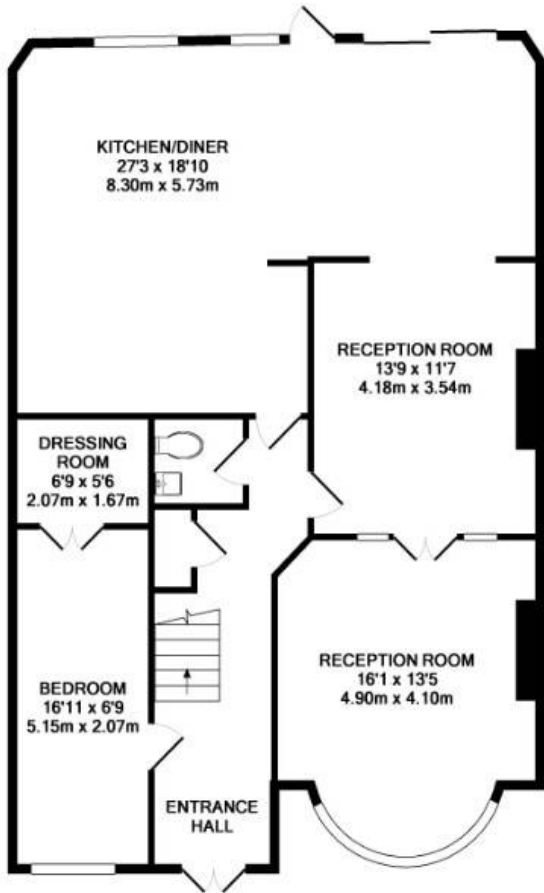 KITCHEN/DINER
27'3 x 18'10
8.30m x 5.73m
RECEPTION ROOM
13'9 x 11'7
4.18m x 3.54m
DRESSING
ROOM
6'9 x 5'6
2.07m x 1.67m
BEDROOM
16'11 x 6'9
5.15m x 2.07m
RECEPTION ROOM
16'1 x 13'5
4.90m x 4.10m
ENTRANCE
HALL